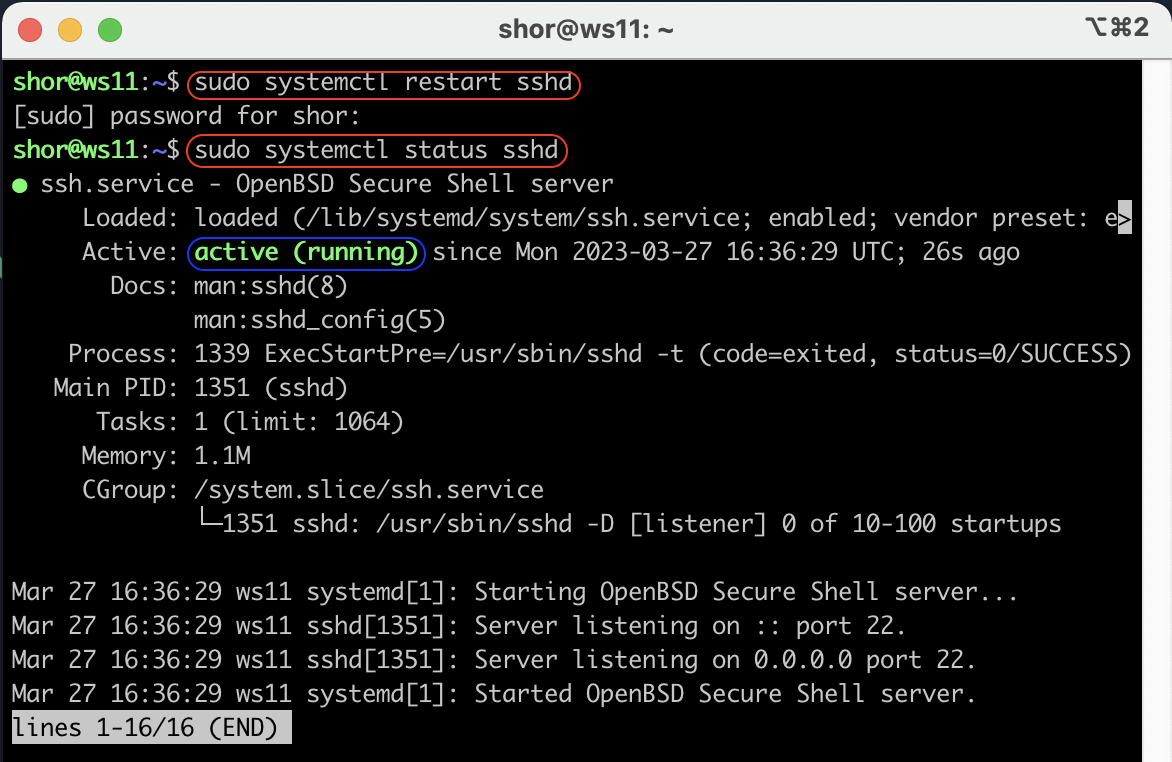 shor@ws11: ~
⌥⌘2
shor@ws11:~$ sudo systemctl restart sshd
[sudo] password for shor:
shor@ws11:~$ sudo systemctl status sshd
● ssh.service - OpenBSD Secure Shell server
     Loaded: loaded (/lib/systemd/system/ssh.service; enabled; vendor preset: e>
     Active: active (running) since Mon 2023-03-27 16:36:29 UTC; 26s ago
       Docs: man:sshd(8)
             man:sshd_config(5)
    Process: 1339 ExecStartPre=/usr/sbin/sshd -t (code=exited, status=0/SUCCESS)
   Main PID: 1351 (sshd)
      Tasks: 1 (limit: 1064)
     Memory: 1.1M
     CGroup: /system.slice/ssh.service
             └─1351 sshd: /usr/sbin/sshd -D [listener] 0 of 10-100 startups
Mar 27 16:36:29 ws11 systemd[1]: Starting OpenBSD Secure Shell server...
Mar 27 16:36:29 ws11 sshd[1351]: Server listening on :: port 22.
Mar 27 16:36:29 ws11 sshd[1351]: Server listening on 0.0.0.0 port 22.
Mar 27 16:36:29 ws11 systemd[1]: Started OpenBSD Secure Shell server.
lines 1-16/16 (END)